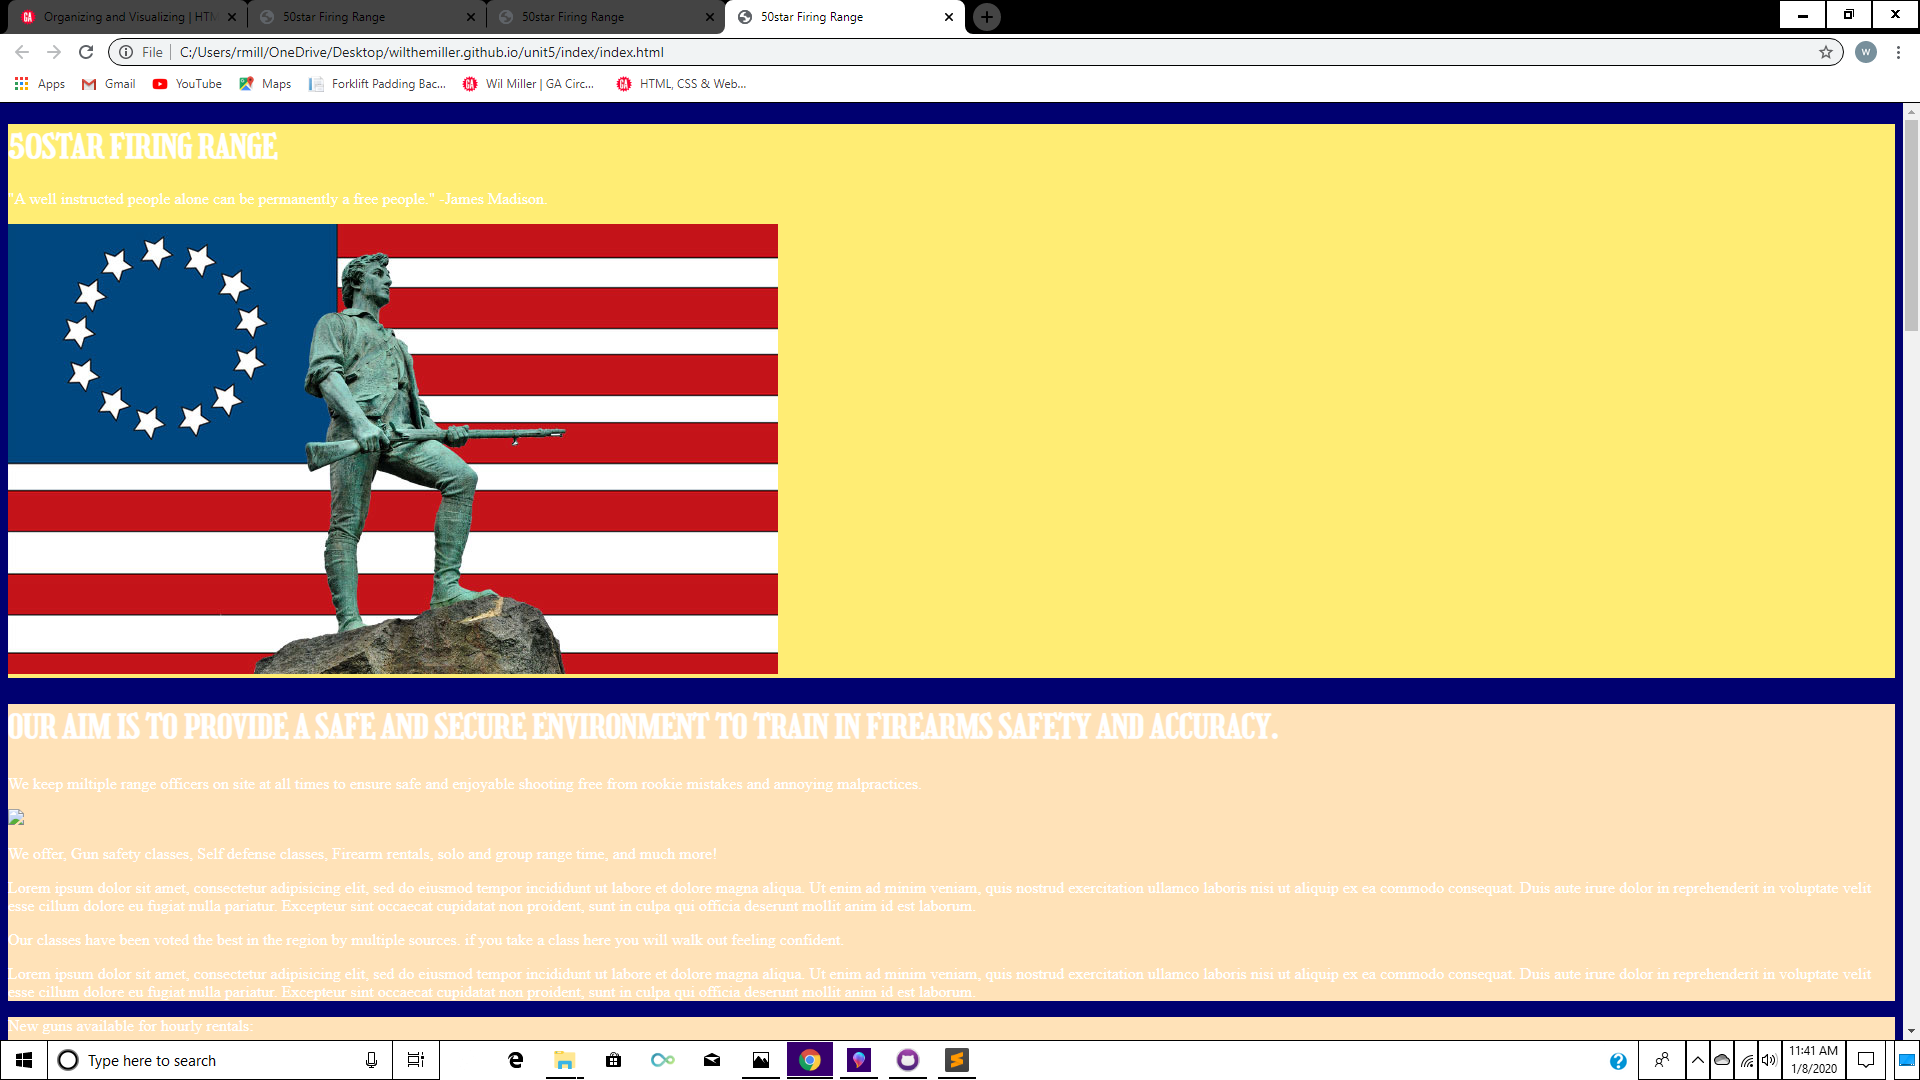 Organizing and Visualizing | HTM
50star Firing Range
50star Firing Range
50star Firing Range
File
C:/Users/rmill/OneDrive/Desktop/wilthemiller.github.io/unit5/index/index.html
W
Apps
Gmail
YouTube
Maps
Forklift Padding Bac...
Wil Miller | GA Circ...
HTML, CSS & Web...
50STAR FIRING RANGE
"A well instructed people alone can be permanently a free people." -James Madison.
OUR AIM IS TO PROVIDE A SAFE AND SECURE ENVIRONMENT TO TRAIN IN FIREARMS SAFETY AND ACCURACY.
We keep miltiple range officers on site at all times to ensure safe and enjoyable shooting free from rookie mistakes and annoying malpractices.
We offer, Gun safety classes, Self defense classes, Firearm rentals, solo and group range time, and much more!
Lorem ipsum dolor sit amet, consectetur adipisicing elit, sed do eiusmod tempor incididunt ut labore et dolore magna aliqua. Ut enim ad minim veniam, quis nostrud exercitation ullamco laboris nisi ut aliquip ex ea commodo consequat. Duis aute irure dolor in reprehenderit in voluptate velit
esse cillum dolore eu fugiat nulla pariatur. Excepteur sint occaecat cupidatat non proident, sunt in culpa qui officia deserunt mollit anim id est laborum.
Our classes have been voted the best in the region by multiple sources. if you take a class here you will walk out feeling confident.
Lorem ipsum dolor sit amet, consectetur adipisicing elit, sed do eiusmod tempor incididunt ut labore et dolore magna aliqua. Ut enim ad minim veniam, quis nostrud exercitation ullamco laboris nisi ut aliquip ex ea commodo consequat. Duis aute irure dolor in reprehenderit in voluptate velit
esse cillum dolore eu fugiat nulla pariatur. Excepteur sint occaecat cupidatat non proident, sunt in culpa qui officia deserunt mollit anim id est laborum.
New guns available for hourly rentals:
Type here to search
11:41 AM
1/8/2020